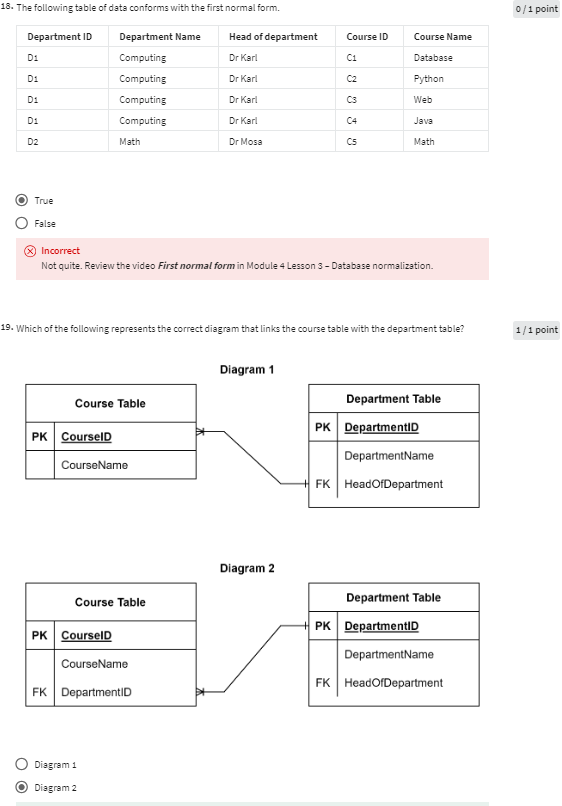 18. The following table of data conforms with the first normal form.
0 / 1 point
Department ID Department Name Head of department Course ID Course Name
D1 Computing Dr Karl C1 Database
D1 Computing Dr Karl C2 Python
D1 Computing Dr Karl C3 Web
D1 Computing Dr Karl C4 Java
D2 Math Dr Mosa C5 Math
True
False
Incorrect
Not quite. Review the video First normal form in Module 4 Lesson 3 – Database normalization.
19. Which of the following represents the correct diagram that links the course table with the department table?
1 / 1 point
Diagram 1
Course Table
PK CourseID
CourseName
Department Table
PK DepartmentID
DepartmentName
FK HeadOfDepartment
Diagram 2
Course Table
PK CourseID
CourseName
FK DepartmentID
Department Table
PK DepartmentID
DepartmentName
FK HeadOfDepartment
Diagram 1
Diagram 2